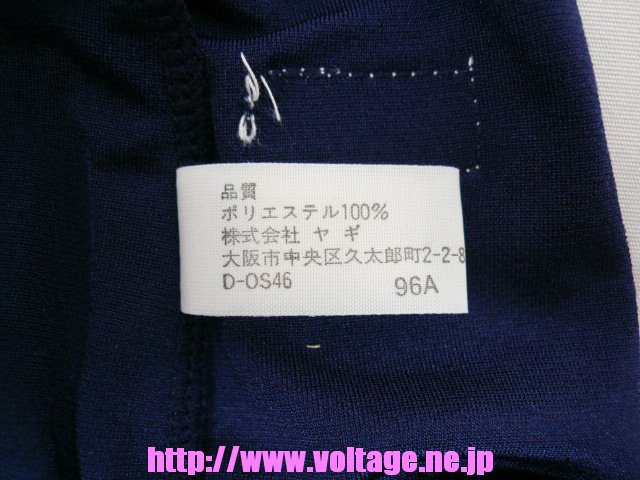 品質
ポリエステル100%
株式会社 ヤ ギ
大阪市中央区久太郎町2-2-8
D-OS46 96A
http://www.voltage.ne.jp